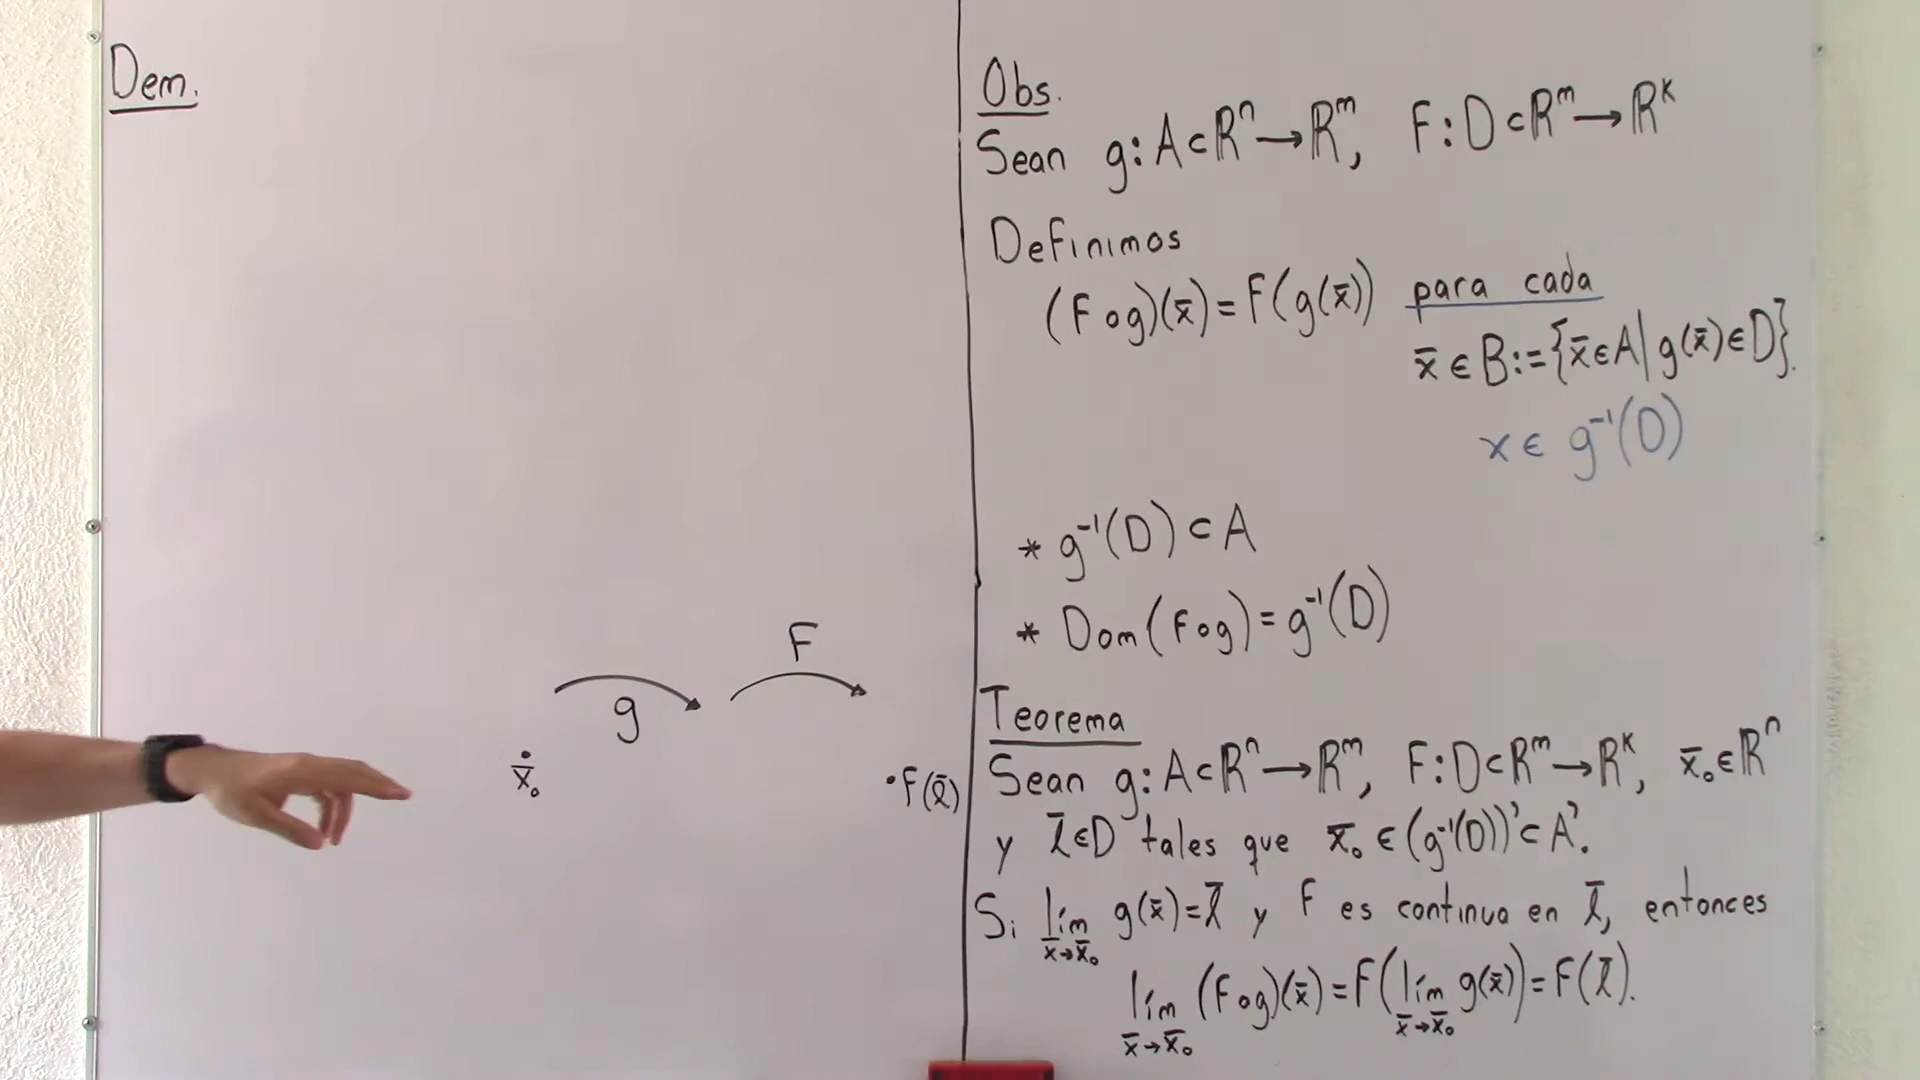 Dem.
F
g
x̄₀
F(l̄)
Obs.
Sean g: A⊂ℝⁿ→ℝᵐ, F: D⊂ℝᵐ→ℝᵏ
Definimos
(F∘g)(x̄)=F(g(x̄)) para cada
x̄∈B:={x̄∈A|g(x̄)∈D}.
x∈g⁻¹(D)
* g⁻¹(D)⊂A
* Dom(F∘g)=g⁻¹(D)
Teorema
Sean g: A⊂ℝⁿ→ℝᵐ, F: D⊂ℝᵐ→ℝᵏ, x̄₀∈ℝⁿ
y l̄∈D tales que x̄₀∈(g⁻¹(D))'⊂A'.
Si lím_{x̄→x̄₀} g(x̄)=l̄ y F es continua en l̄, entonces
lím_{x̄→x̄₀} (F∘g)(x̄)=F(lím_{x̄→x̄₀} g(x̄))=F(l̄).